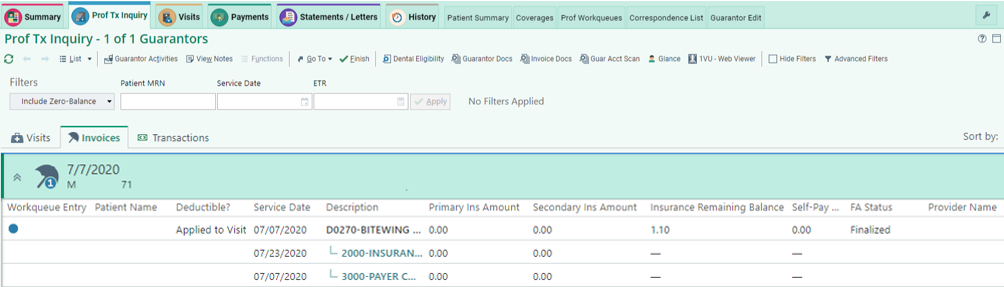 Summary Prof Tx Inquiry Visits Payments Statements / Letters History Patient Summary Coverages Prof Workqueues Correspondence List Guarantor Edit
Prof Tx Inquiry - 1 of 1 Guarantors
List Guarantor Activities View Notes Functions Go To Finish Dental Eligibility Guarantor Docs Invoice Docs Guar Acct Scan Glance 1VU - Web Viewer Hide Filters Advanced Filters
Filters Patient MRN Service Date ETR
Include Zero-Balance Apply No Filters Applied
Visits Invoices Transactions Sort by:
7/7/2020
1 M 71
Workqueue Entry Patient Name Deductible? Service Date Description Primary Ins Amount Secondary Ins Amount Insurance Remaining Balance Self-Pay ... FA Status Provider Name
Applied to Visit 07/07/2020 D0270-BITEWING ... 0.00 0.00 1.10 0.00 Finalized
07/23/2020 2000-INSURAN... 0.00 0.00 — —
07/07/2020 3000-PAYER C... 0.00 0.00 — —